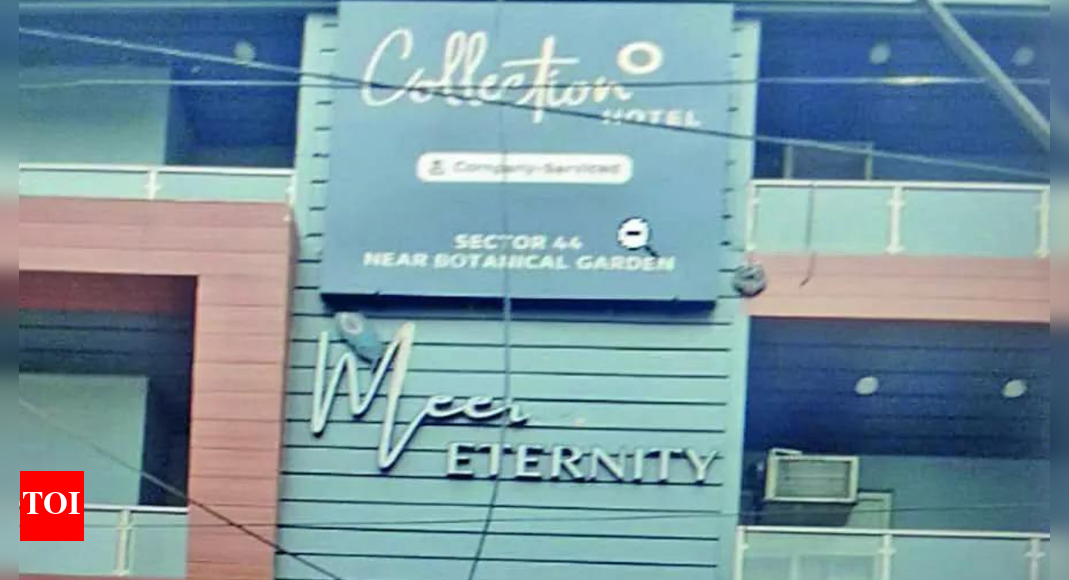 Collection
HOTEL
Company-Serviced
SECTOR 44
NEAR BOTANICAL GARDEN
Meer
ETERNITY
TOI